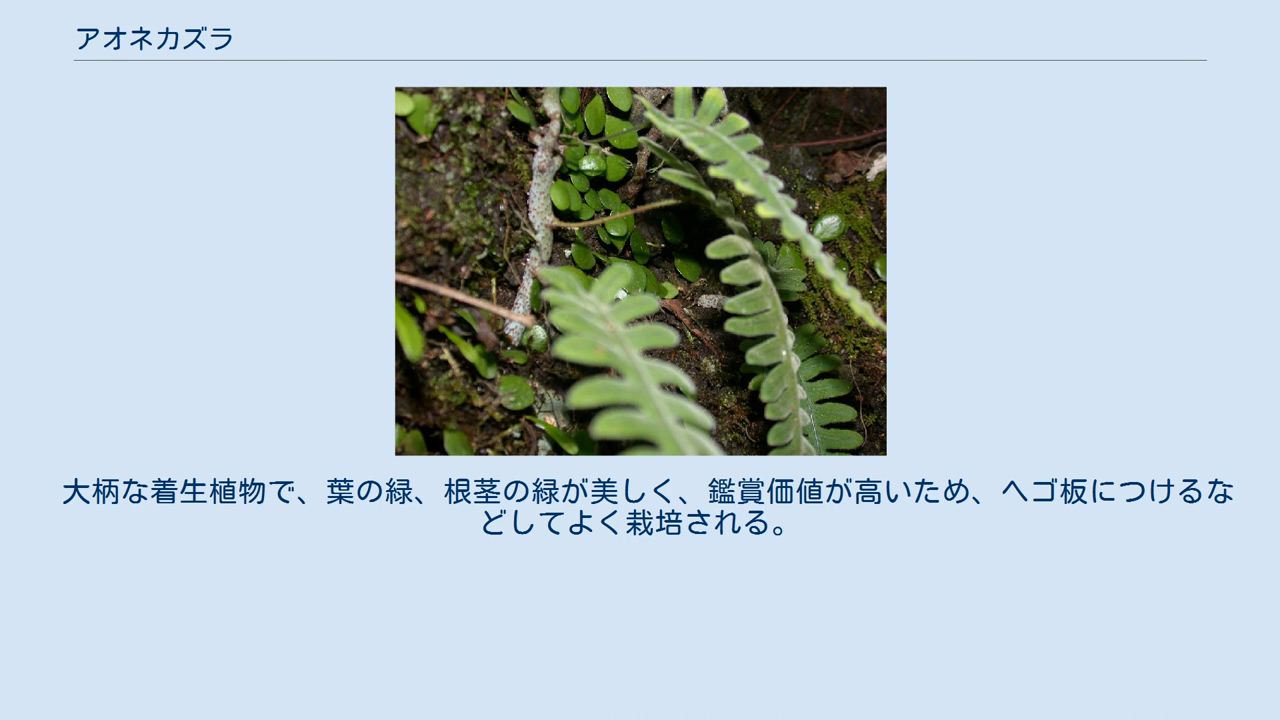 アオネカズラ
大柄な着生植物で、葉の緑、根茎の緑が美しく、鑑賞価値が高いため、ヘゴ板につけるな
どしてよく栽培される。